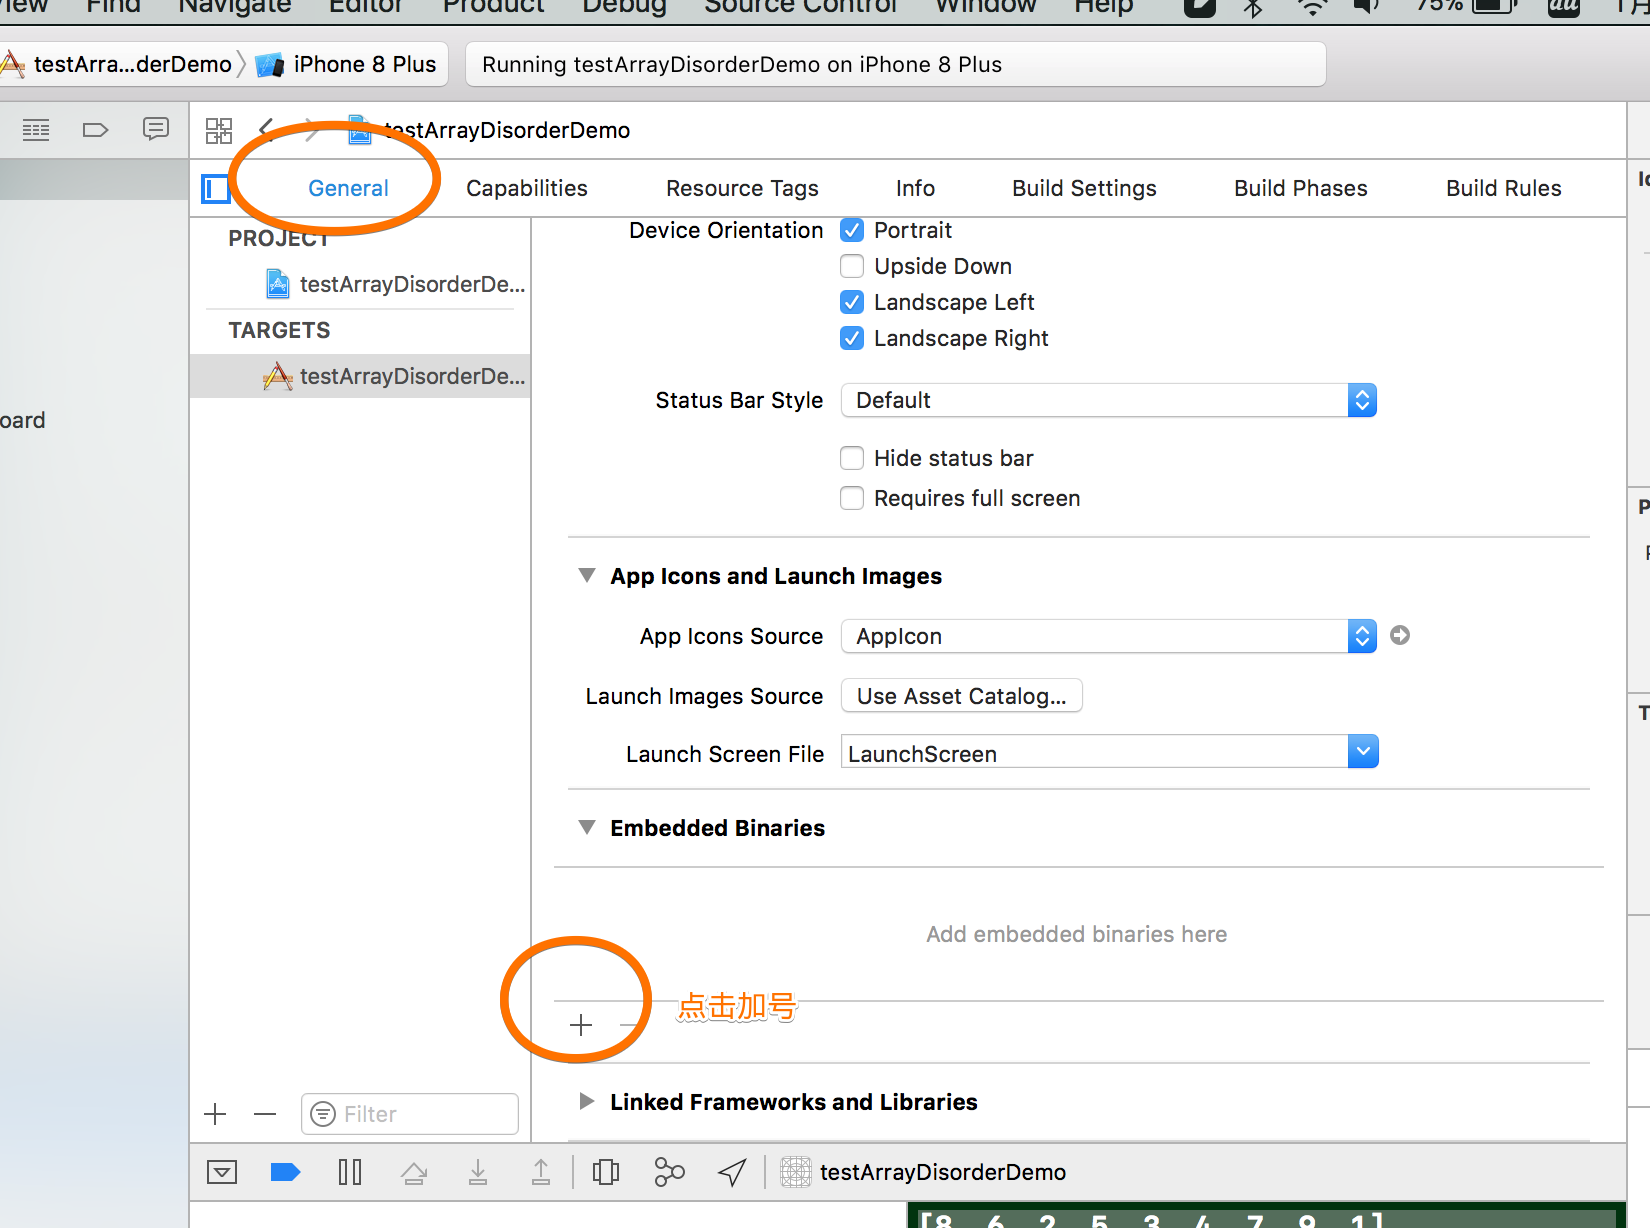 Find Navigate Editor Product Debug Source Control Window Help 75% 1月
testArra...derDemo iPhone 8 Plus Running testArrayDisorderDemo on iPhone 8 Plus
testArrayDisorderDemo
General Capabilities Resource Tags Info Build Settings Build Phases Build Rules
PROJECT
testArrayDisorderDe...
TARGETS
testArrayDisorderDe...
oard
Device Orientation Portrait
Upside Down
Landscape Left
Landscape Right
Status Bar Style Default
Hide status bar
Requires full screen
App Icons and Launch Images
App Icons Source AppIcon
Launch Images Source Use Asset Catalog...
Launch Screen File LaunchScreen
Embedded Binaries
Add embedded binaries here
点击加号
Linked Frameworks and Libraries
Filter
testArrayDisorderDemo
[8, 6, 2, 5, 3, 4, 7, 9, 1]